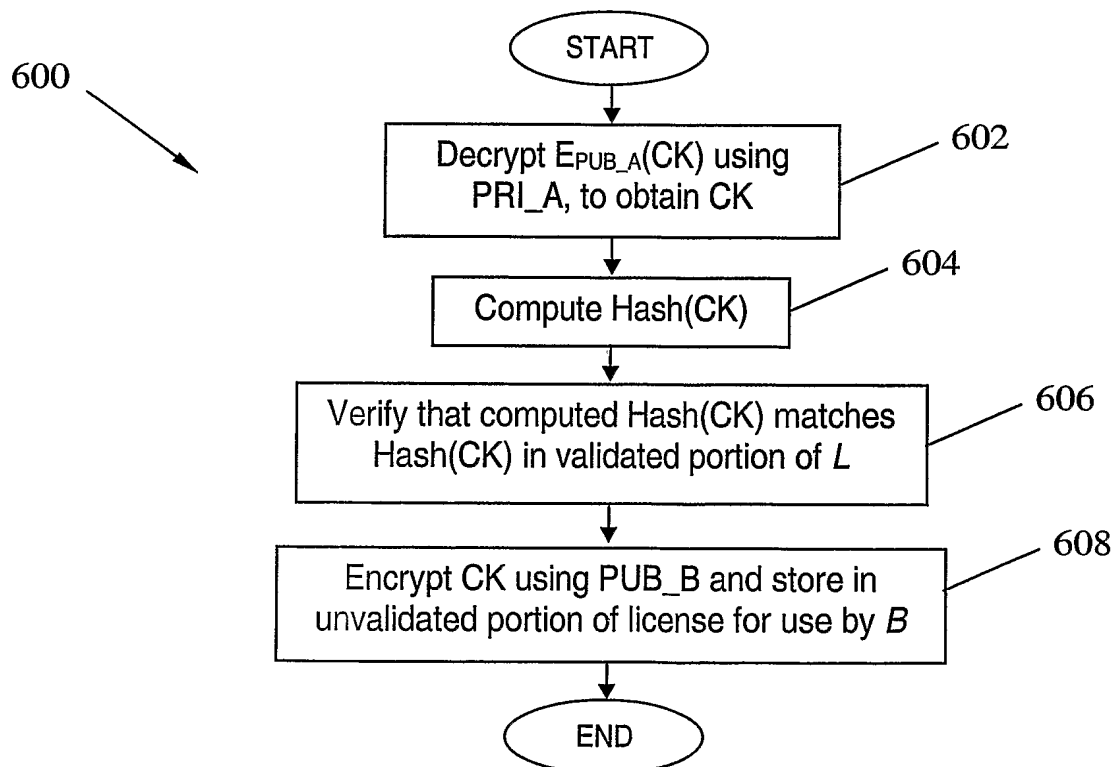 START
600
Decrypt EPUB_A(CK) using
PRI_A, to obtain CK
602
Compute Hash(CK)
604
Verify that computed Hash(CK) matches
Hash(CK) in validated portion of L
606
Encrypt CK using PUB_B and store in
unvalidated portion of license for use by B
608
END